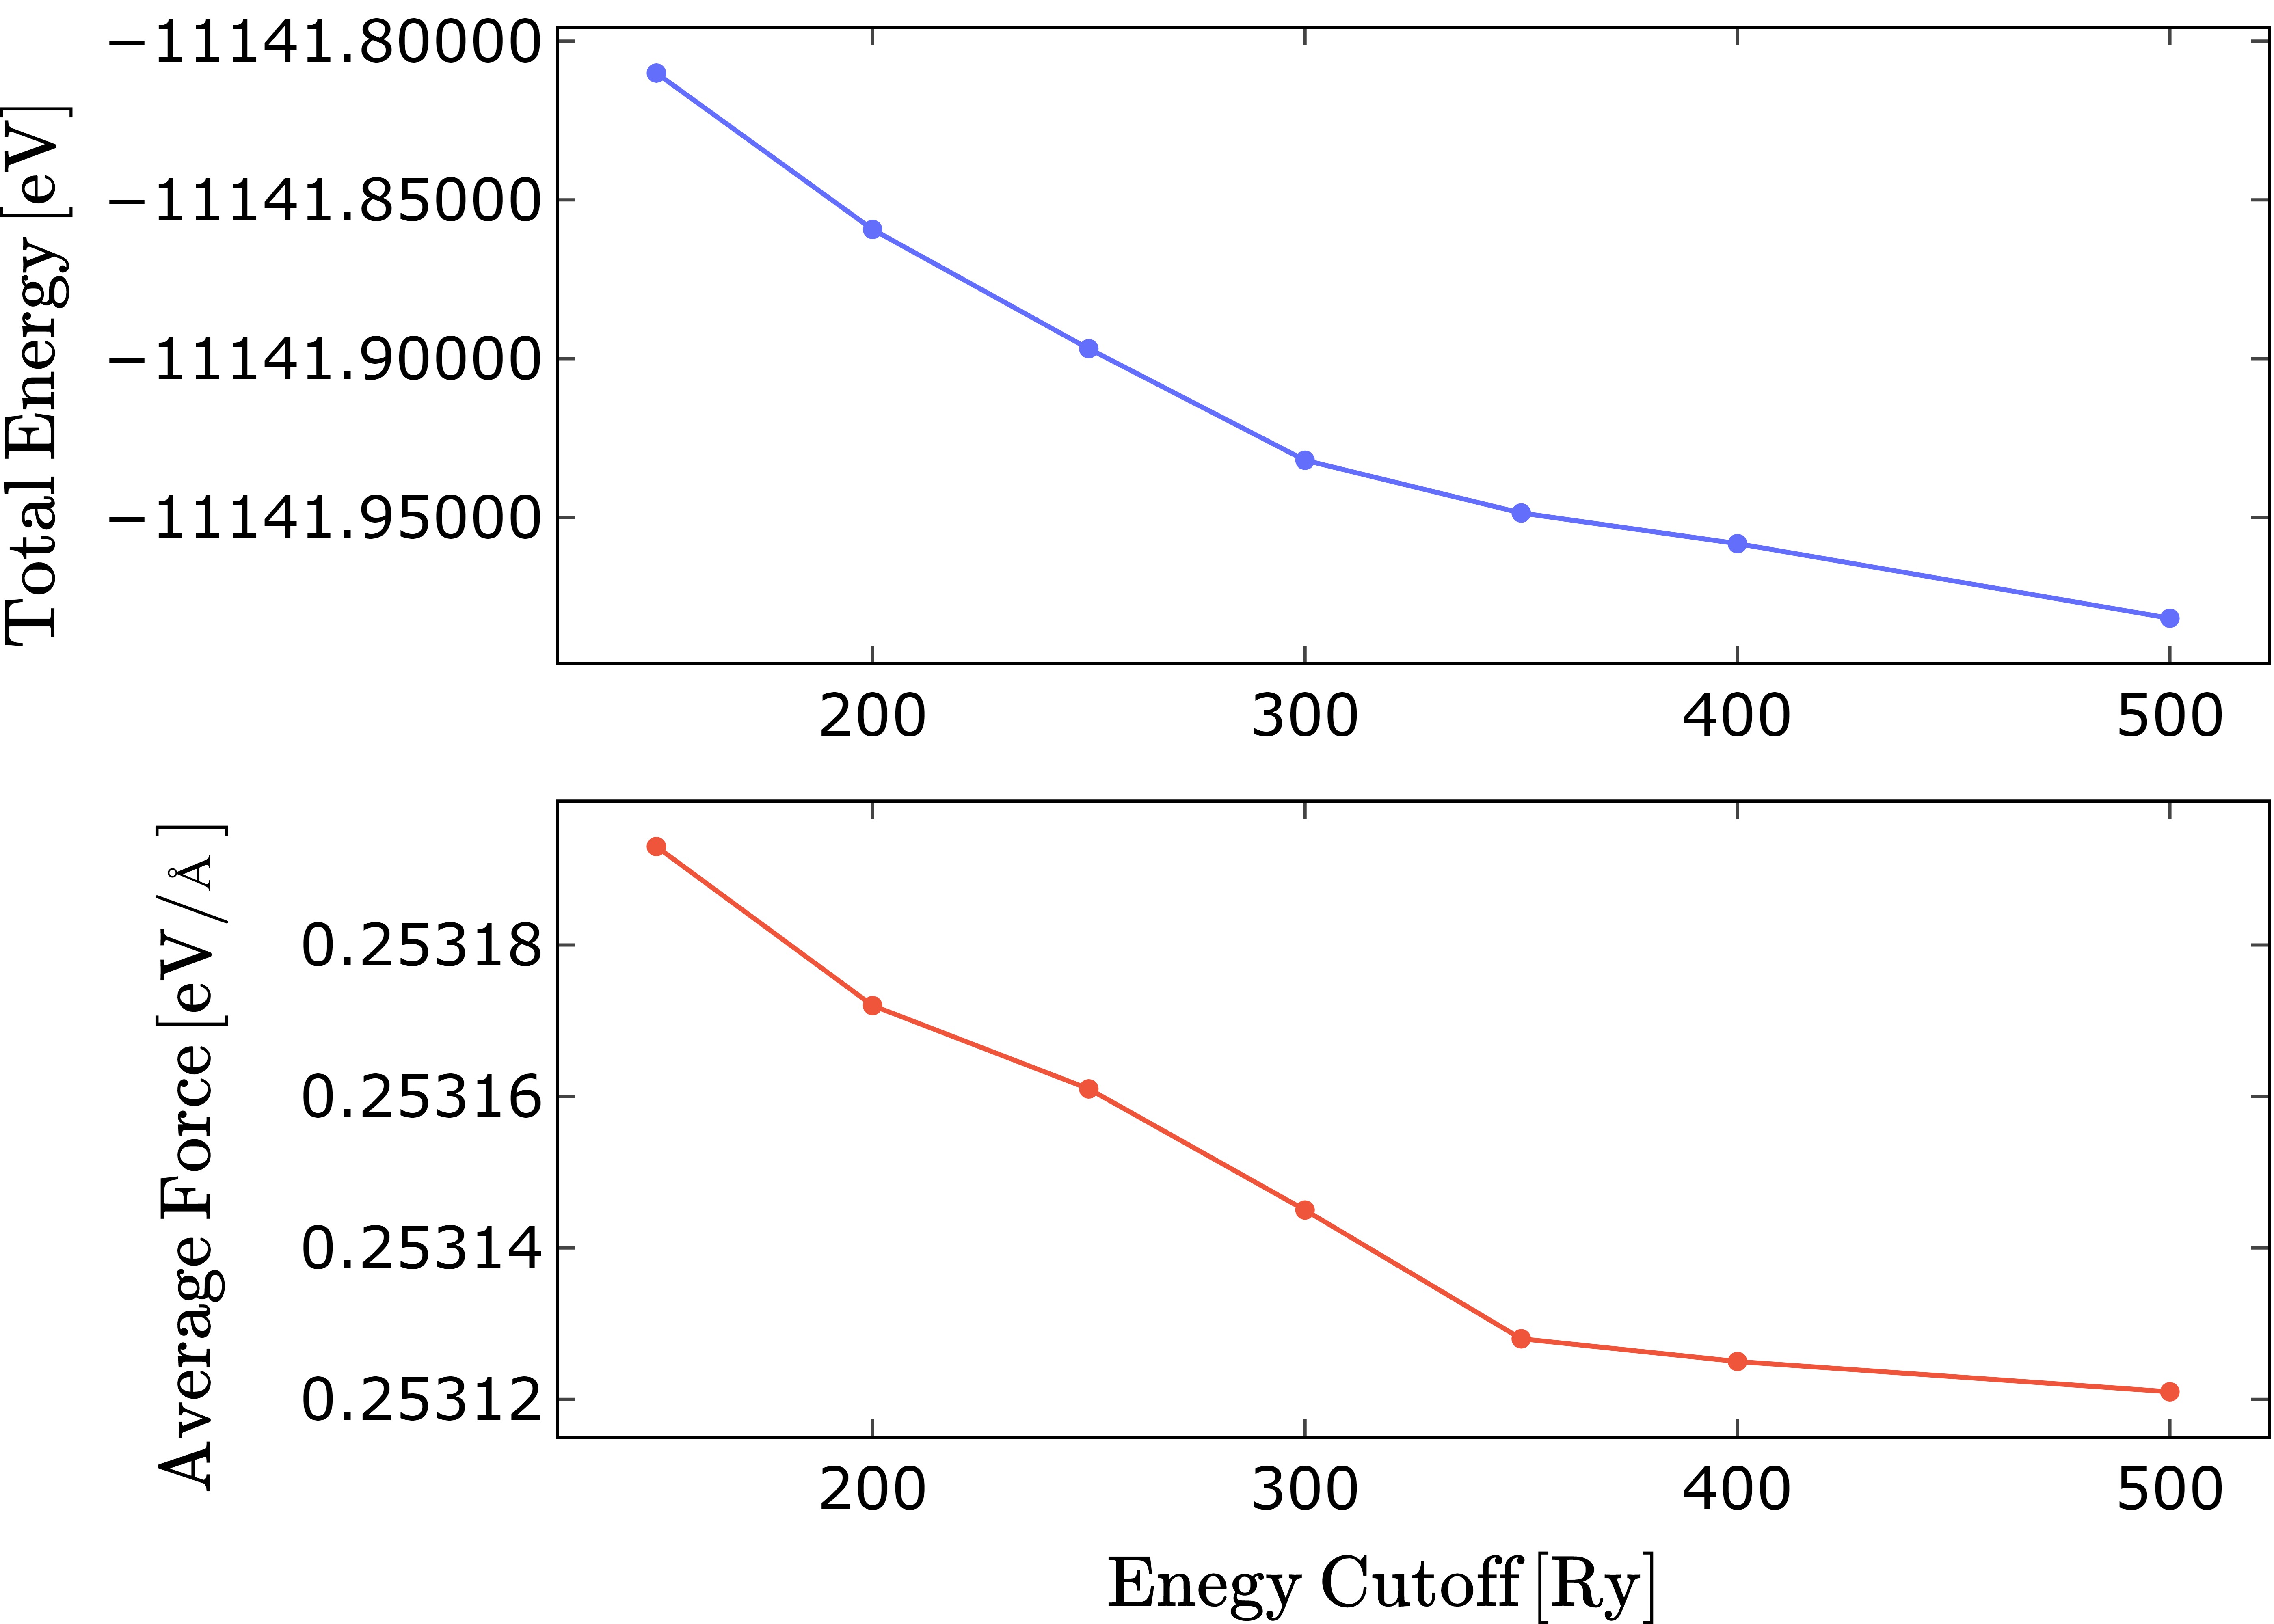 Total Energy [eV]
−11141.80000
−11141.85000
−11141.90000
−11141.95000
200 300 400 500
Average Force [eV/Å]
0.25318
0.25316
0.25314
0.25312
200 300 400 500
Enegy Cutoff [Ry]